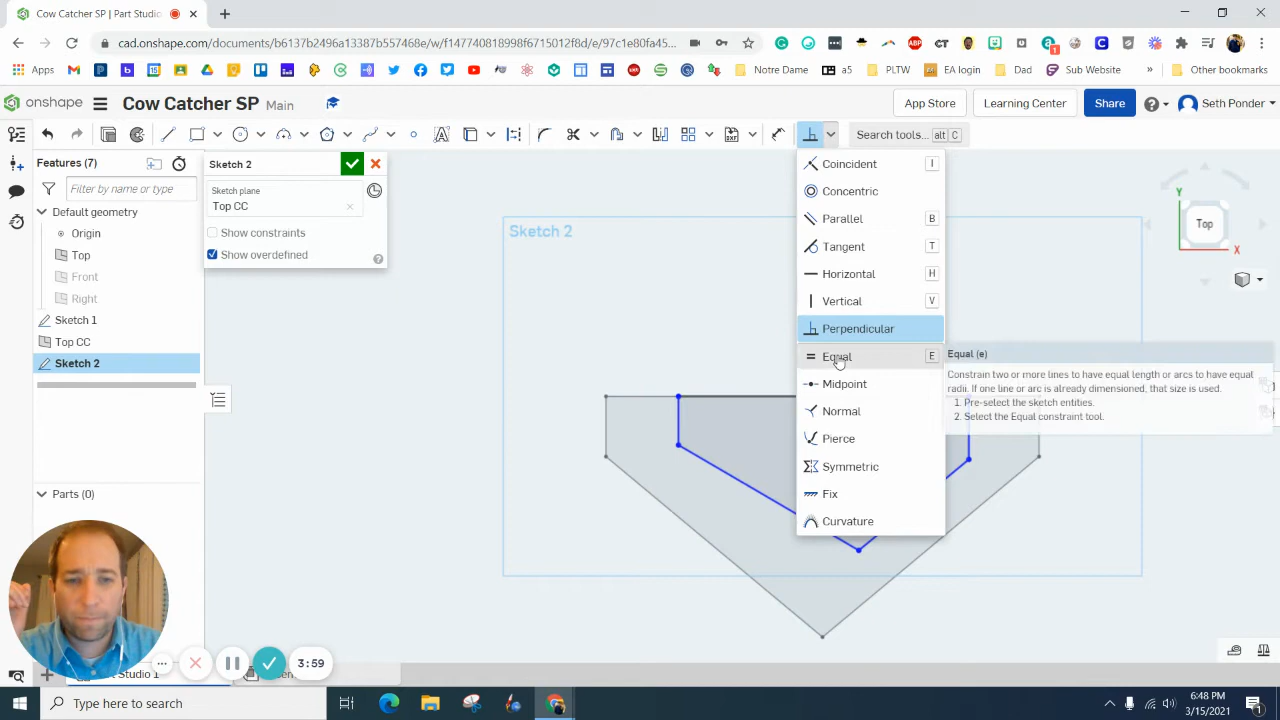 Cow Catcher SP | Part Studio
cad.onshape.com/documents/b6137b2496a13387b557468e/w/f147740818998f6715012df8d/e/97c1e80fa45...
Apps
Notre Dame
a5
PLTW
EA login
Dad
Sub Website
»
Other bookmarks
onshape
Cow Catcher SP Main
App Store
Learning Center
Share
Seth Ponder
Search tools... alt C
Features (7)
Filter by name or type
Default geometry
Origin
Top
Front
Right
Sketch 1
Top CC
Sketch 2
Parts (0)
Sketch 2
Sketch plane
Top CC
Show constraints
Show overdefined
Sketch 2
Coincident I
Concentric
Parallel B
Tangent T
Horizontal H
Vertical V
Perpendicular
Equal E
Midpoint
Normal
Pierce
Symmetric
Fix
Curvature
Equal (e)
Constrain two or more lines to have equal length or arcs to have equal
radii. If one line or arc is already dimensioned, that size is used.
1. Pre-select the sketch entities.
2. Select the Equal constraint tool.
Y
Top
X
3:59
Type here to search
6:48 PM
3/15/2021